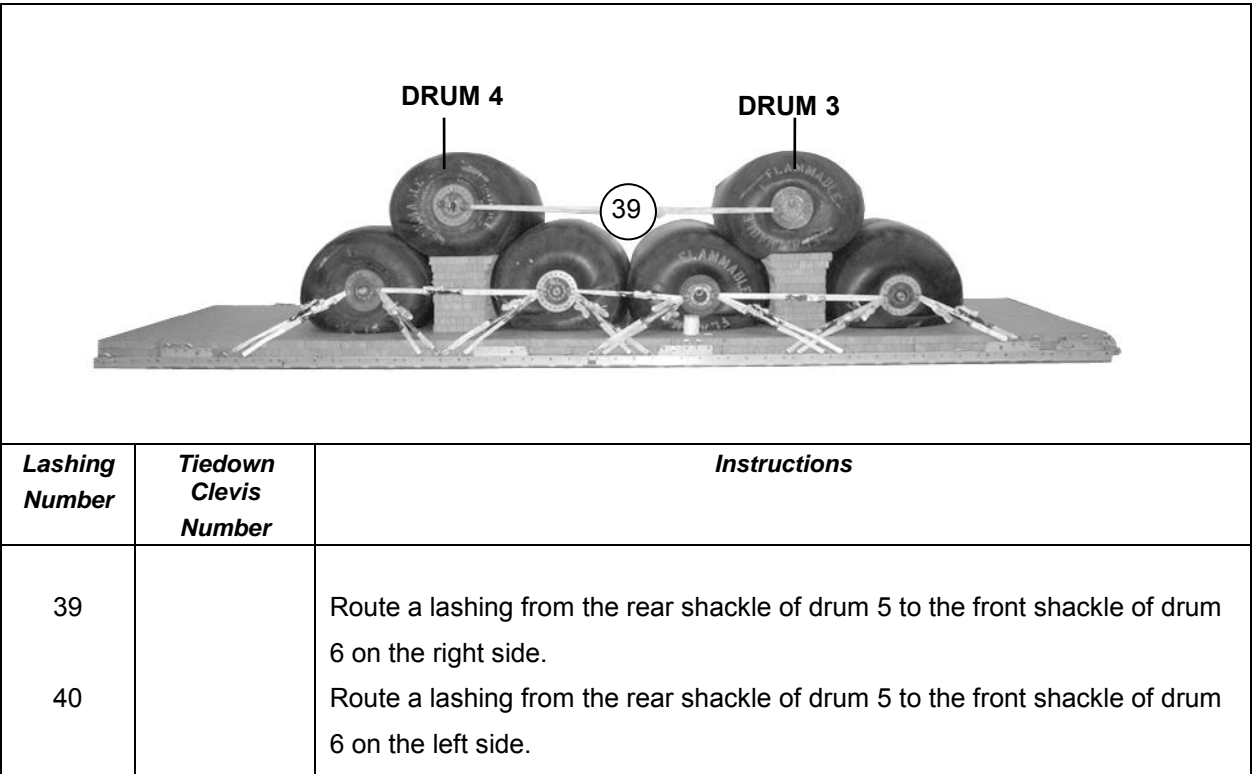 DRUM 4
DRUM 3
FLAMMABLE
39
FLAMMABLE
Lashing
Number
Tiedown
Clevis
Number
Instructions
39
Route a lashing from the rear shackle of drum 5 to the front shackle of drum
6 on the right side.
40
Route a lashing from the rear shackle of drum 5 to the front shackle of drum
6 on the left side.